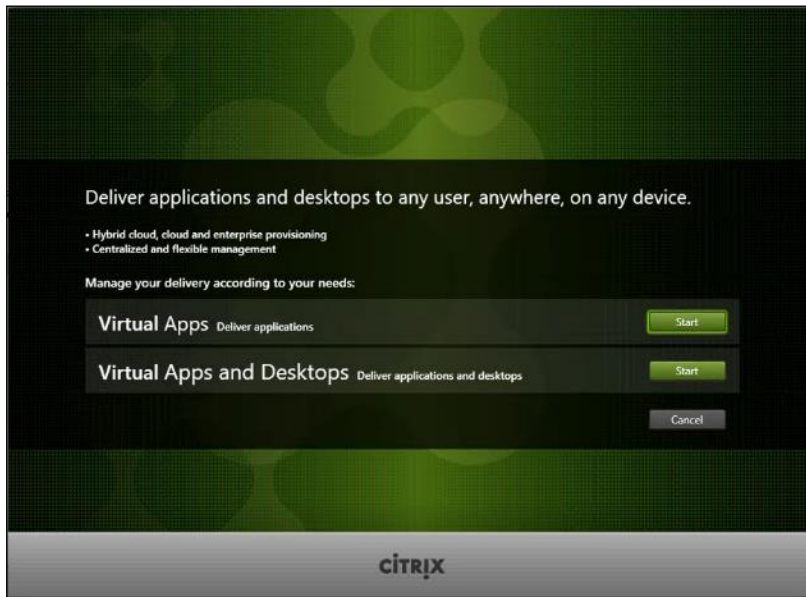 Deliver applications and desktops to any user, anywhere, on any device.
• Hybrid cloud, cloud and enterprise provisioning
• Centralized and flexible management
Manage your delivery according to your needs:
Virtual Apps Deliver applications Start
Virtual Apps and Desktops Deliver applications and desktops Start
Cancel
CITRIX